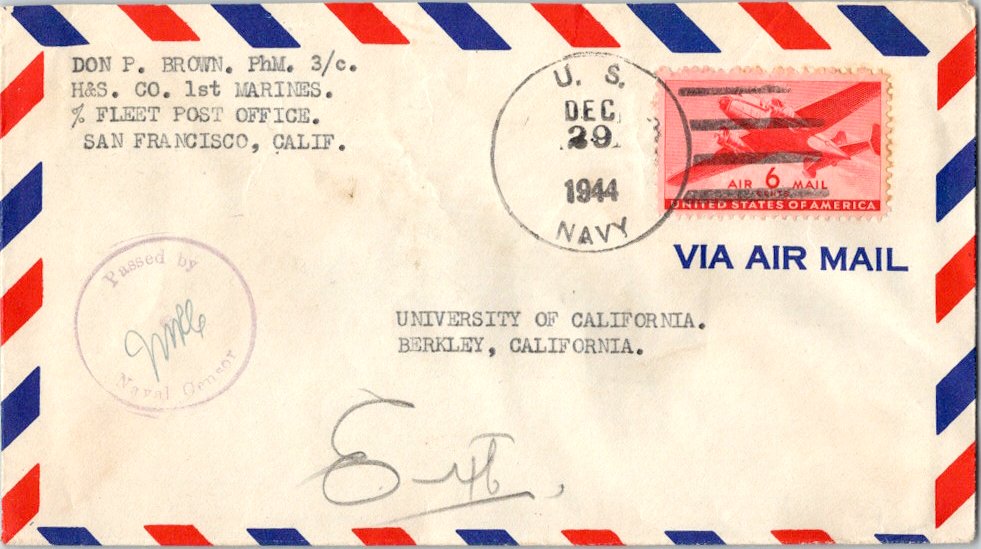 DON P. BROWN. PhM. 3/c.
H&S. CO. 1st MARINES.
% FLEET POST OFFICE.
SAN FRANCISCO, CALIF.
U. S.
DEC.
29
1944
NAVY
AIR 6 MAIL
CENTS
UNITED STATES OF AMERICA
VIA AIR MAIL
Passed by
Naval Censor
UNIVERSITY OF CALIFORNIA.
BERKLEY, CALIFORNIA.